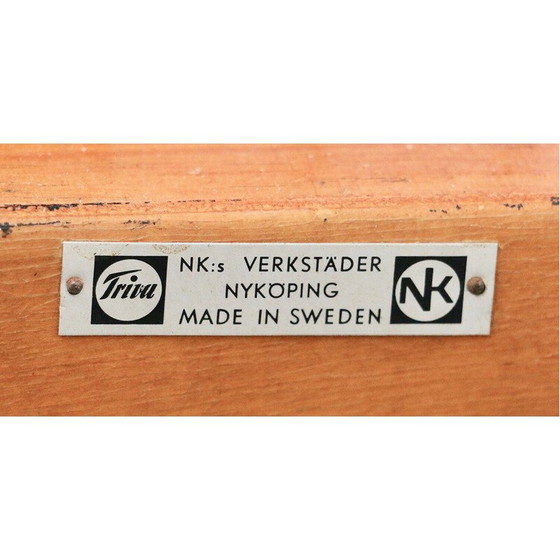 Triva
NK:s VERKSTÄDER
NYKÖPING
MADE IN SWEDEN
NK